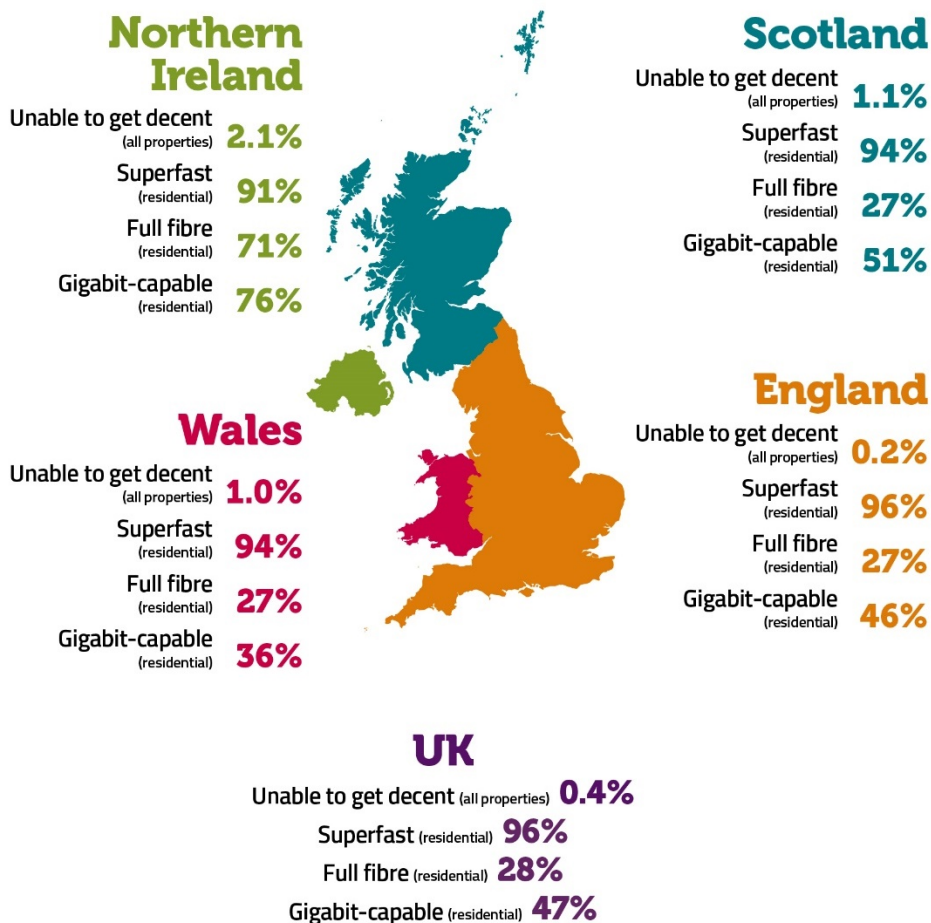 Northern
Ireland
Unable to get decent
(all properties) 2.1%
Superfast
(residential) 91%
Full fibre
(residential) 71%
Gigabit-capable
(residential) 76%
Scotland
Unable to get decent
(all properties) 1.1%
Superfast
(residential) 94%
Full fibre
(residential) 27%
Gigabit-capable
(residential) 51%
Wales
Unable to get decent
(all properties) 1.0%
Superfast
(residential) 94%
Full fibre
(residential) 27%
Gigabit-capable
(residential) 36%
England
Unable to get decent
(all properties) 0.2%
Superfast
(residential) 96%
Full fibre
(residential) 27%
Gigabit-capable
(residential) 46%
UK
Unable to get decent (all properties) 0.4%
Superfast (residential) 96%
Full fibre (residential) 28%
Gigabit-capable (residential) 47%